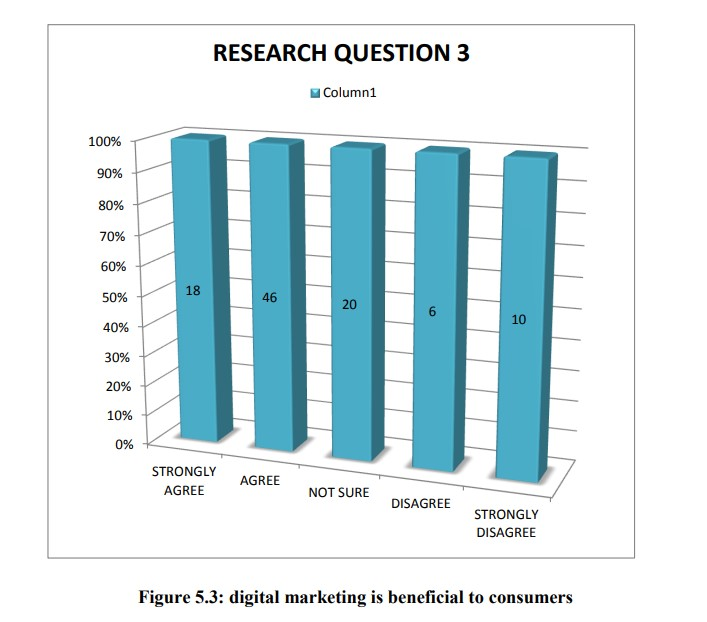 RESEARCH QUESTION 3
Column1
100%
90%
80%
70%
60%
50%
40%
30%
20%
10%
0%
18
46
20
6
10
STRONGLY
AGREE
AGREE
NOT SURE
DISAGREE
STRONGLY
DISAGREE
Figure 5.3: digital marketing is beneficial to consumers